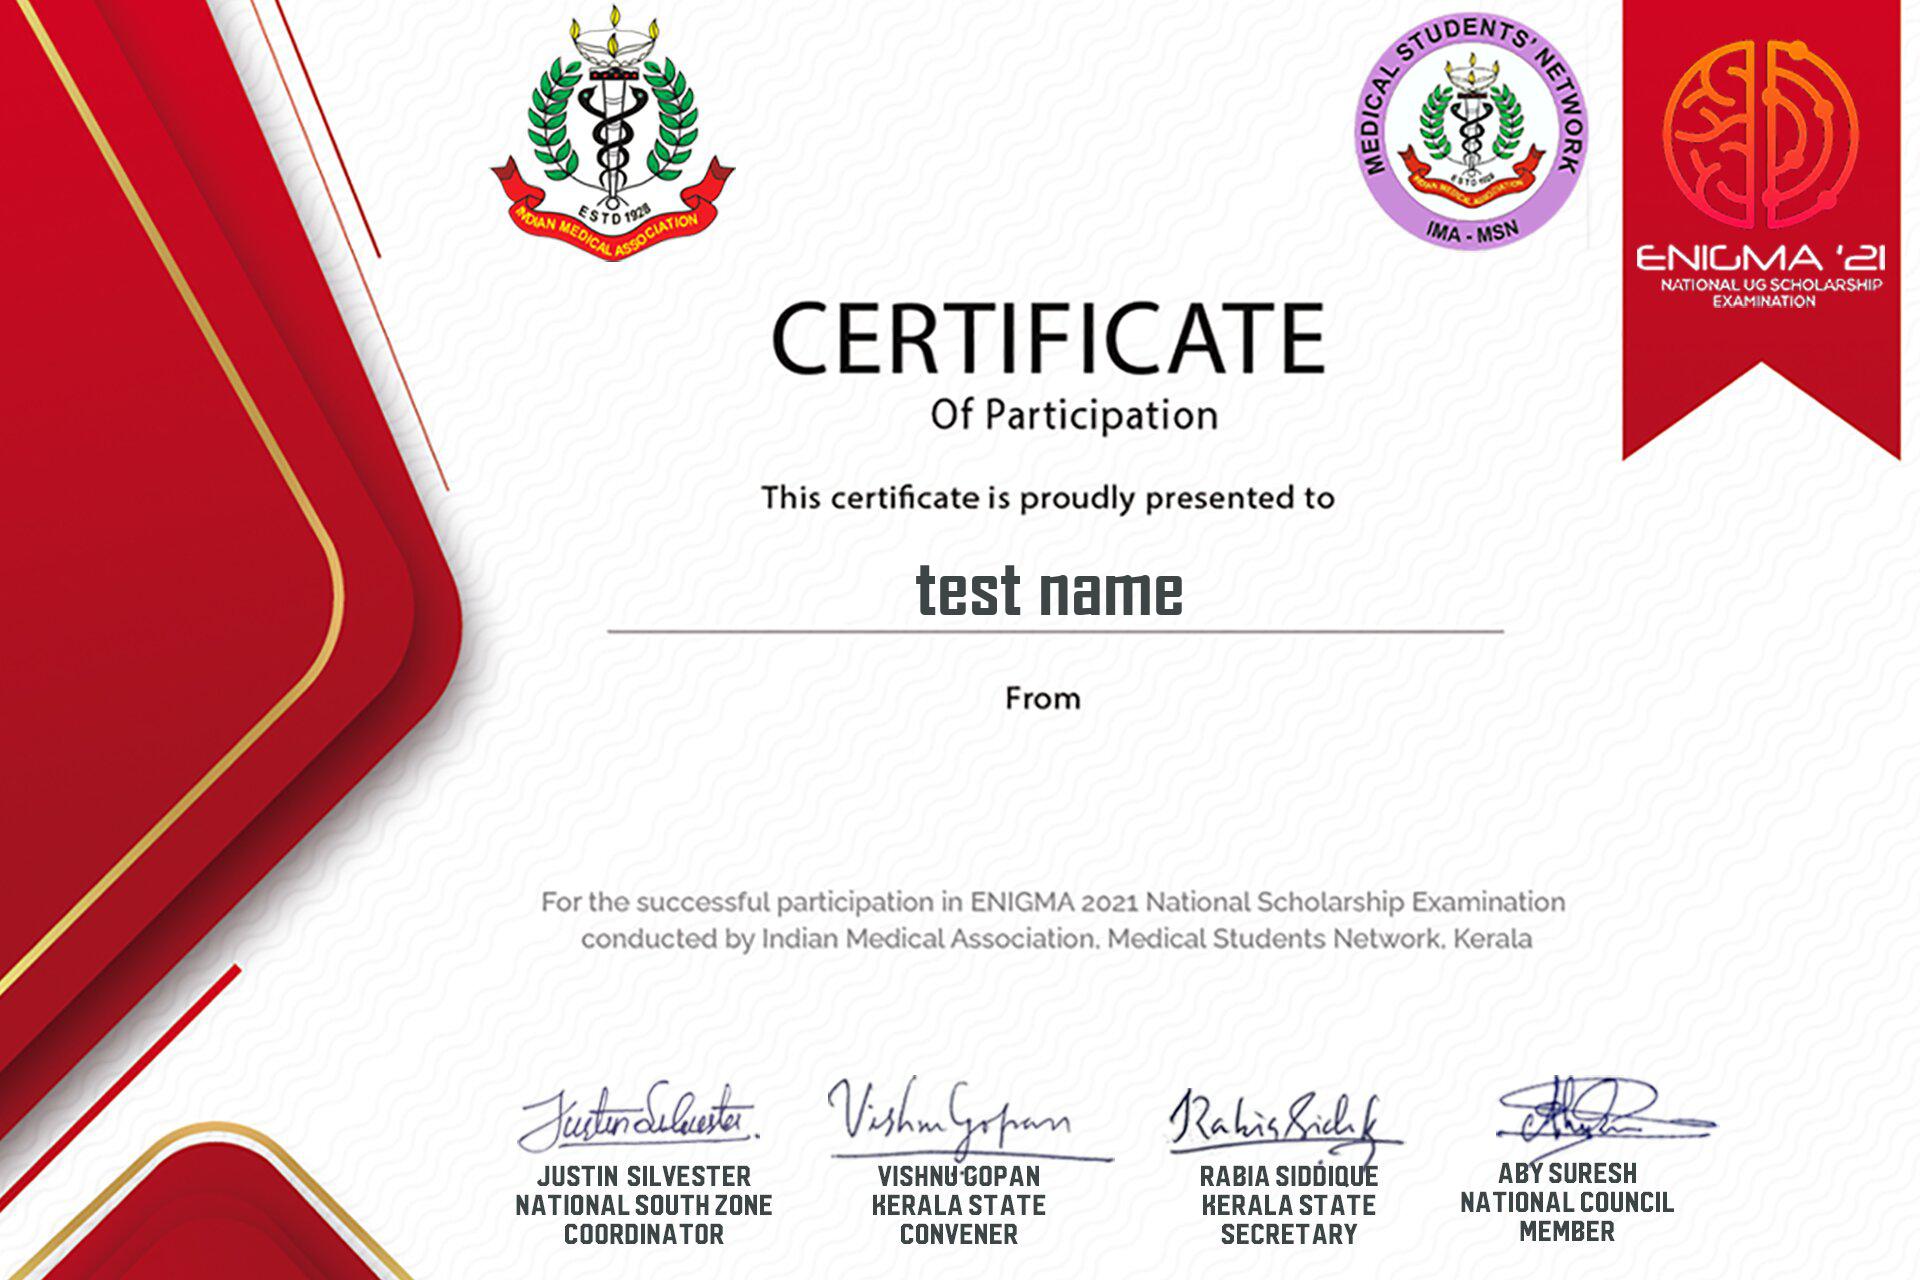 ESTD 1928
INDIAN MEDICAL ASSOCIATION
MEDICAL STUDENTS' NETWORK
ESTD 1928
INDIAN MEDICAL ASSOCIATION
IMA - MSN
ENIGMA '21
NATIONAL UG SCHOLARSHIP
EXAMINATION
CERTIFICATE
Of Participation
This certificate is proudly presented to
test name
From
For the successful participation in ENIGMA 2021 National Scholarship Examination
conducted by Indian Medical Association, Medical Students Network, Kerala
Justin Silvester
Vishnu Gopan
JUSTIN SILVESTER
NATIONAL SOUTH ZONE
COORDINATOR
VISHNU GOPAN
KERALA STATE
CONVENER
RABIA SIDDIQUE
KERALA STATE
SECRETARY
ABY SURESH
NATIONAL COUNCIL
MEMBER